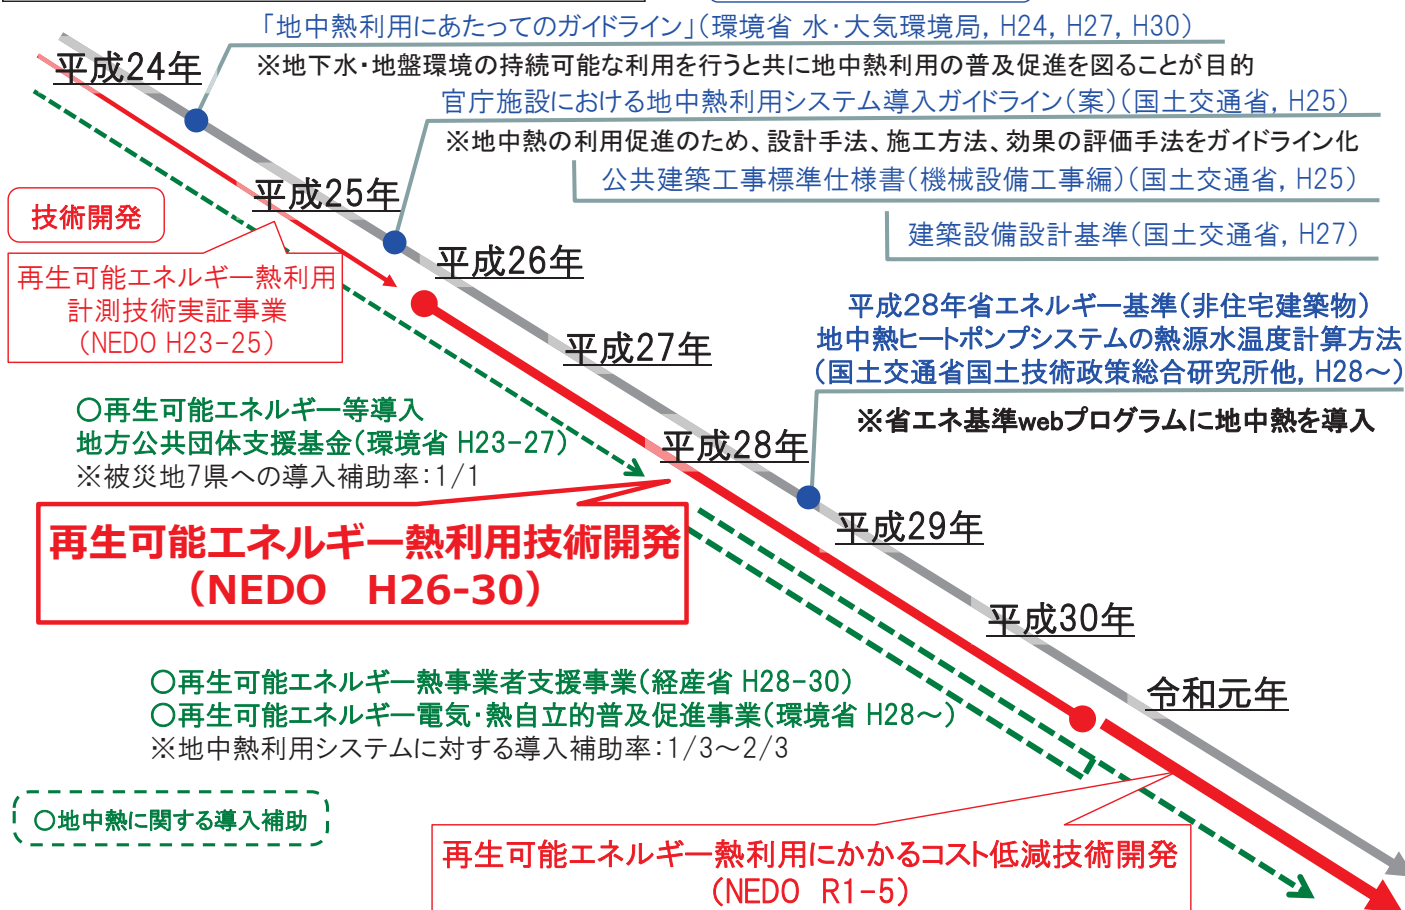 「地中熱利用にあたってのガイドライン」(環境省 水・大気環境局, H24, H27, H30)
平成24年
※地下水・地盤環境の持続可能な利用を行うと共に地中熱利用の普及促進を図ることが目的
官庁施設における地中熱利用システム導入ガイドライン(案)(国土交通省, H25)
※地中熱の利用促進のため、設計手法、施工方法、効果の評価手法をガイドライン化
平成25年
公共建築工事標準仕様書(機械設備工事編)(国土交通省, H25)
技術開発
建築設備設計基準(国土交通省, H27)
平成26年
再生可能エネルギー熱利用
計測技術実証事業
(NEDO H23-25)
平成28年省エネルギー基準(非住宅建築物)
地中熱ヒートポンプシステムの熱源水温度計算方法
(国土交通省国土技術政策総合研究所他, H28～)
平成27年
※省エネ基準webプログラムに地中熱を導入
○再生可能エネルギー等導入
地方公共団体支援基金(環境省 H23-27)
※被災地7県への導入補助率:1/1
平成28年
再生可能エネルギー熱利用技術開発
(NEDO H26-30)
平成29年
平成30年
○再生可能エネルギー熱事業者支援事業(経産省 H28-30)
○再生可能エネルギー電気・熱自立的普及促進事業(環境省 H28～)
※地中熱利用システムに対する導入補助率:1/3～2/3
令和元年
○地中熱に関する導入補助
再生可能エネルギー熱利用にかかるコスト低減技術開発
(NEDO R1-5)